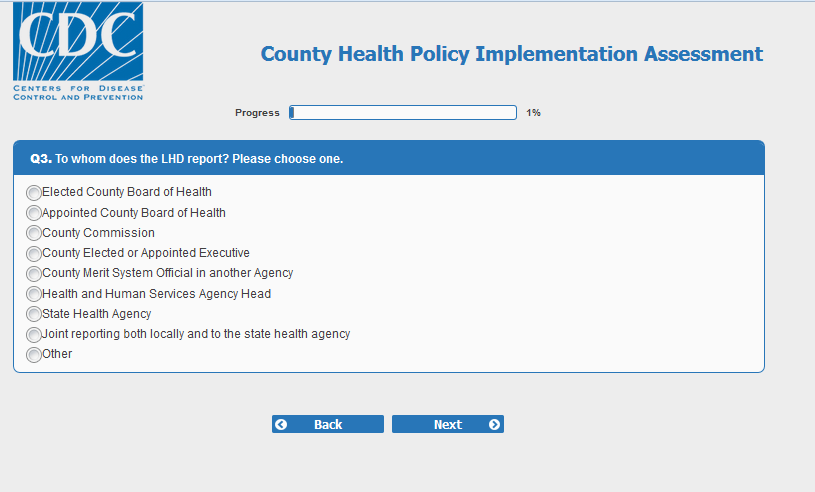 CDC
CENTERS FOR DISEASE
CONTROL AND PREVENTION
County Health Policy Implementation Assessment
Progress 1%
Q3. To whom does the LHD report? Please choose one.
Elected County Board of Health
Appointed County Board of Health
County Commission
County Elected or Appointed Executive
County Merit System Official in another Agency
Health and Human Services Agency Head
State Health Agency
Joint reporting both locally and to the state health agency
Other
Back Next